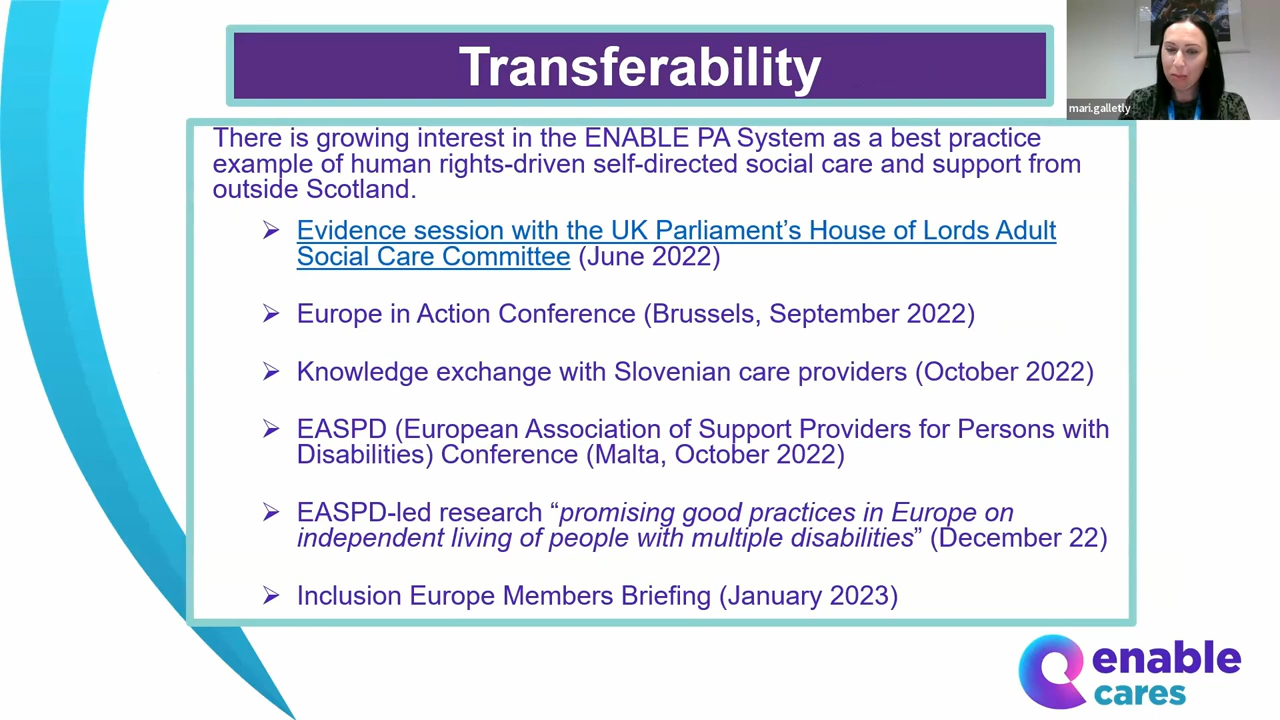 Transferability
mari.galletly
There is growing interest in the ENABLE PA System as a best practice
example of human rights-driven self-directed social care and support from
outside Scotland.
➢ Evidence session with the UK Parliament’s House of Lords Adult
Social Care Committee (June 2022)
➢ Europe in Action Conference (Brussels, September 2022)
➢ Knowledge exchange with Slovenian care providers (October 2022)
➢ EASPD (European Association of Support Providers for Persons with
Disabilities) Conference (Malta, October 2022)
➢ EASPD-led research “promising good practices in Europe on
independent living of people with multiple disabilities” (December 22)
➢ Inclusion Europe Members Briefing (January 2023)
enable
cares